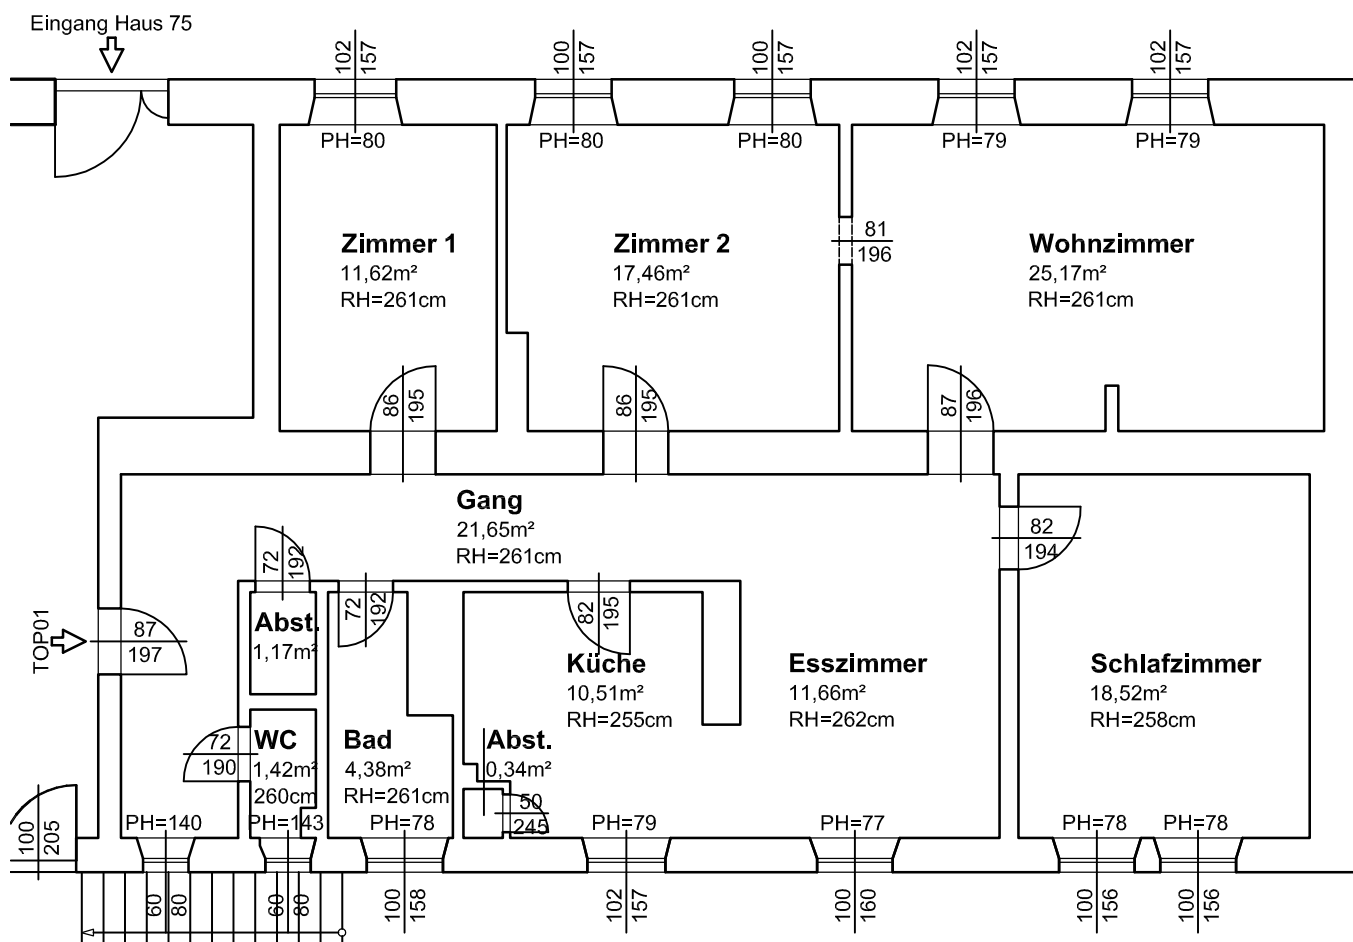 Eingang Haus 75
102
157
100
157
100
157
102
157
102
157
PH=80
PH=80
PH=80
PH=79
PH=79
Zimmer 1
11,62m²
RH=261cm
Zimmer 2
17,46m²
RH=261cm
81
196
Wohnzimmer
25,17m²
RH=261cm
86
195
86
195
87
196
Gang
21,65m²
RH=261cm
82
194
72
192
72
192
82
195
TOP01
87
197
Abst.
1,17m²
Küche
10,51m²
RH=255cm
Esszimmer
11,66m²
RH=262cm
Schlafzimmer
18,52m²
RH=258cm
72
190
WC
1,42m²
260cm
Bad
4,38m²
RH=261cm
Abst.
0,34m²
50
245
100
205
PH=140
PH=143
PH=78
PH=79
PH=77
PH=78
PH=78
60
80
60
80
100
158
102
157
100
160
100
156
100
156